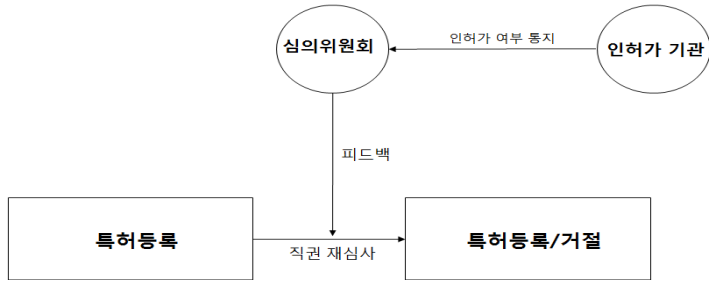 심의위원회
인허가 여부 통지
인허가 기관
피드백
특허등록
직권 재심사
특허등록/거절